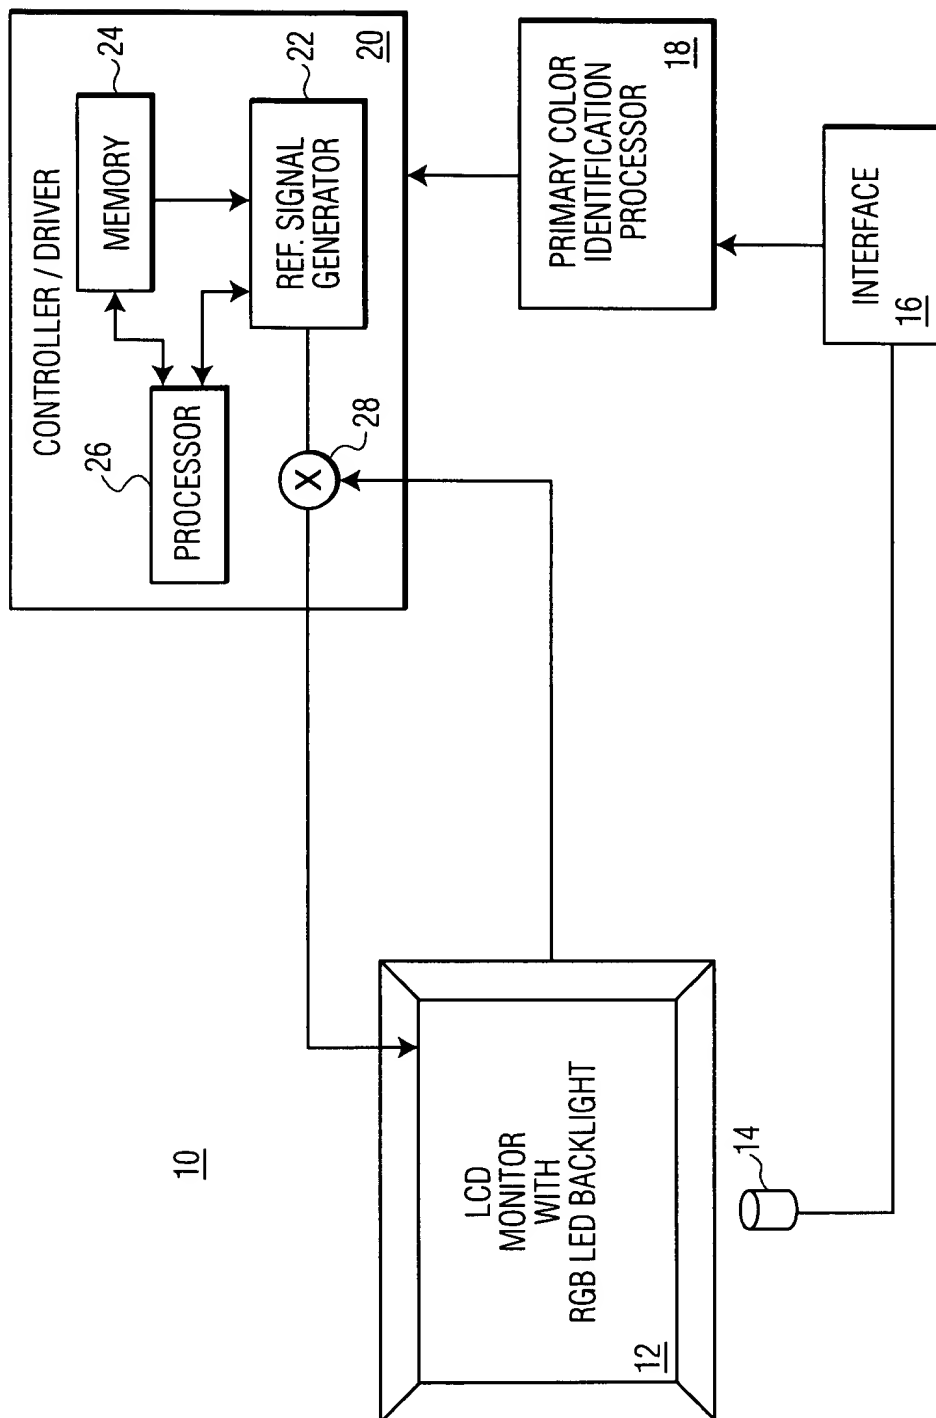 10
LCD
MONITOR
WITH
RGB LED BACKLIGHT
12
14
CONTROLLER / DRIVER
26
PROCESSOR
24
MEMORY
22
REF. SIGNAL
GENERATOR
X
28
20
PRIMARY COLOR
IDENTIFICATION
PROCESSOR
18
INTERFACE
16